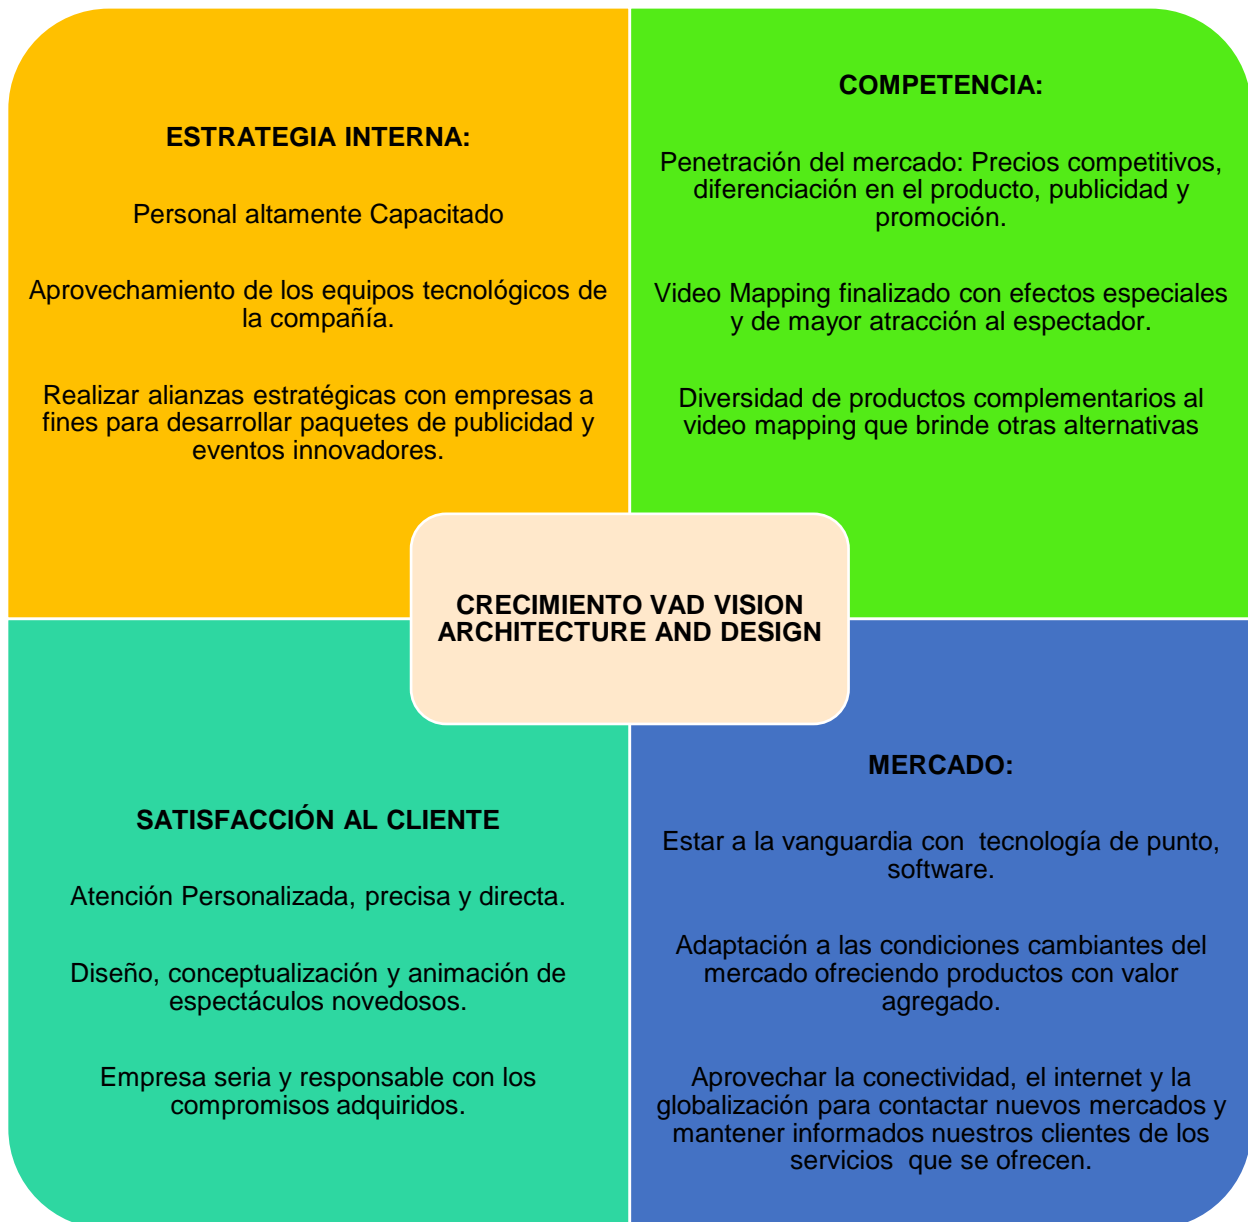 ESTRATEGIA INTERNA:
Personal altamente Capacitado
Aprovechamiento de los equipos tecnológicos de
la compañía.
Realizar alianzas estratégicas con empresas a
fines para desarrollar paquetes de publicidad y
eventos innovadores.
COMPETENCIA:
Penetración del mercado: Precios competitivos,
diferenciación en el producto, publicidad y
promoción.
Video Mapping finalizado con efectos especiales
y de mayor atracción al espectador.
Diversidad de productos complementarios al
video mapping que brinde otras alternativas
CRECIMIENTO VAD VISION
ARCHITECTURE AND DESIGN
SATISFACCIÓN AL CLIENTE
Atención Personalizada, precisa y directa.
Diseño, conceptualización y animación de
espectáculos novedosos.
Empresa seria y responsable con los
compromisos adquiridos.
MERCADO:
Estar a la vanguardia con  tecnología de punto,
software.
Adaptación a las condiciones cambiantes del
mercado ofreciendo productos con valor
agregado.
Aprovechar la conectividad, el internet y la
globalización para contactar nuevos mercados y
mantener informados nuestros clientes de los
servicios  que se ofrecen.